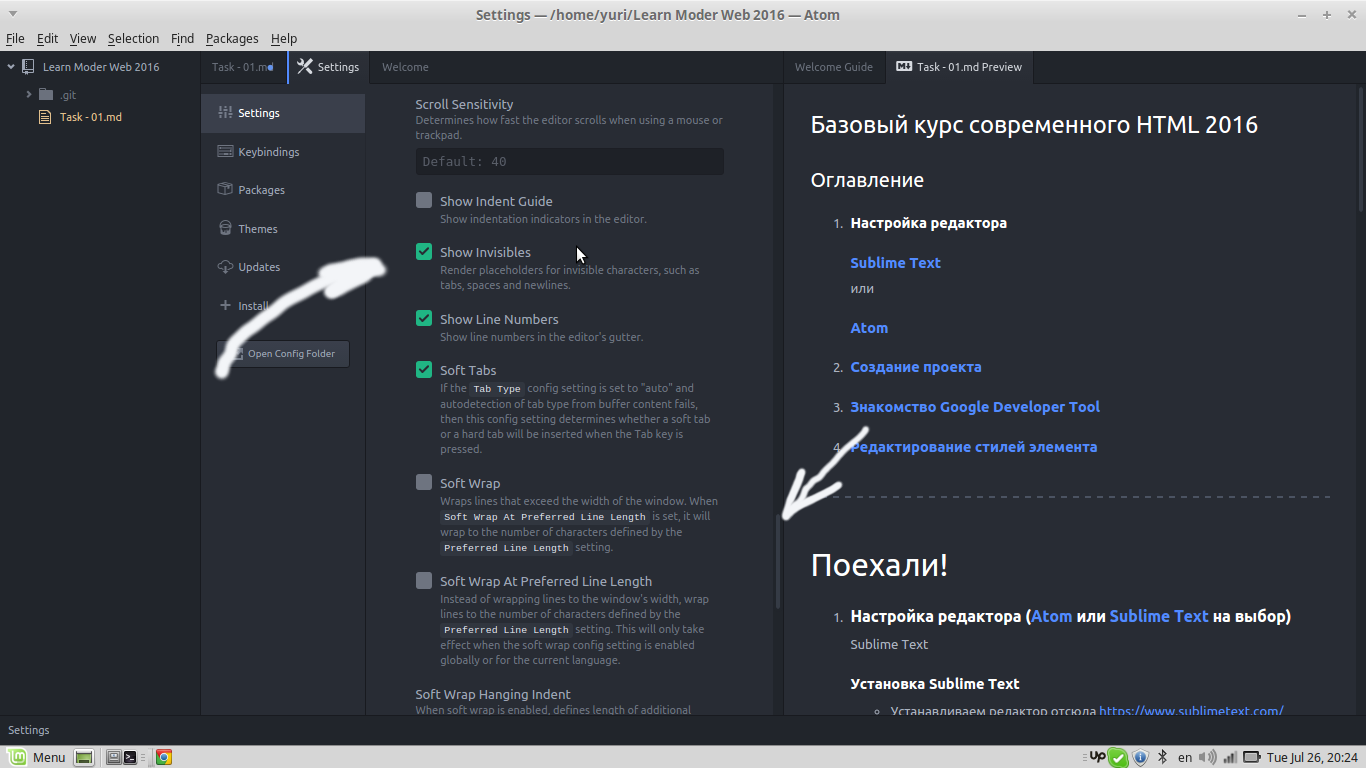 Settings — /home/yuri/Learn Moder Web 2016 — Atom
File Edit View Selection Find Packages Help
Learn Moder Web 2016
.git
Task - 01.md
Task - 01.md
Settings
Welcome
Settings
Keybindings
Packages
Themes
Updates
Install
Open Config Folder
Scroll Sensitivity
Determines how fast the editor scrolls when using a mouse or
trackpad.
Default: 40
Show Indent Guide
Show indentation indicators in the editor.
Show Invisibles
Render placeholders for invisible characters, such as
tabs, spaces and newlines.
Show Line Numbers
Show line numbers in the editor's gutter.
Soft Tabs
If the Tab Type config setting is set to "auto" and
autodetection of tab type from buffer content fails,
then this config setting determines whether a soft tab
or a hard tab will be inserted when the Tab key is
pressed.
Soft Wrap
Wraps lines that exceed the width of the window. When
Soft Wrap At Preferred Line Length is set, it will
wrap to the number of characters defined by the
Preferred Line Length setting.
Soft Wrap At Preferred Line Length
Instead of wrapping lines to the window's width, wrap
lines to the number of characters defined by the
Preferred Line Length setting. This will only take
effect when the soft wrap config setting is enabled
globally or for the current language.
Soft Wrap Hanging Indent
When soft wrap is enabled, defines length of additional
Welcome Guide
Task - 01.md Preview
Базовый курс современного HTML 2016
Оглавление
1. Настройка редактора
Sublime Text
или
Atom
2. Создание проекта
3. Знакомство Google Developer Tool
4. Редактирование стилей элемента
Поехали!
1. Настройка редактора (Atom или Sublime Text на выбор)
Sublime Text
Установка Sublime Text
Устанавливаем редактор отсюда https://www.sublimetext.com/
Settings
Menu
up
en
Tue Jul 26, 20:24